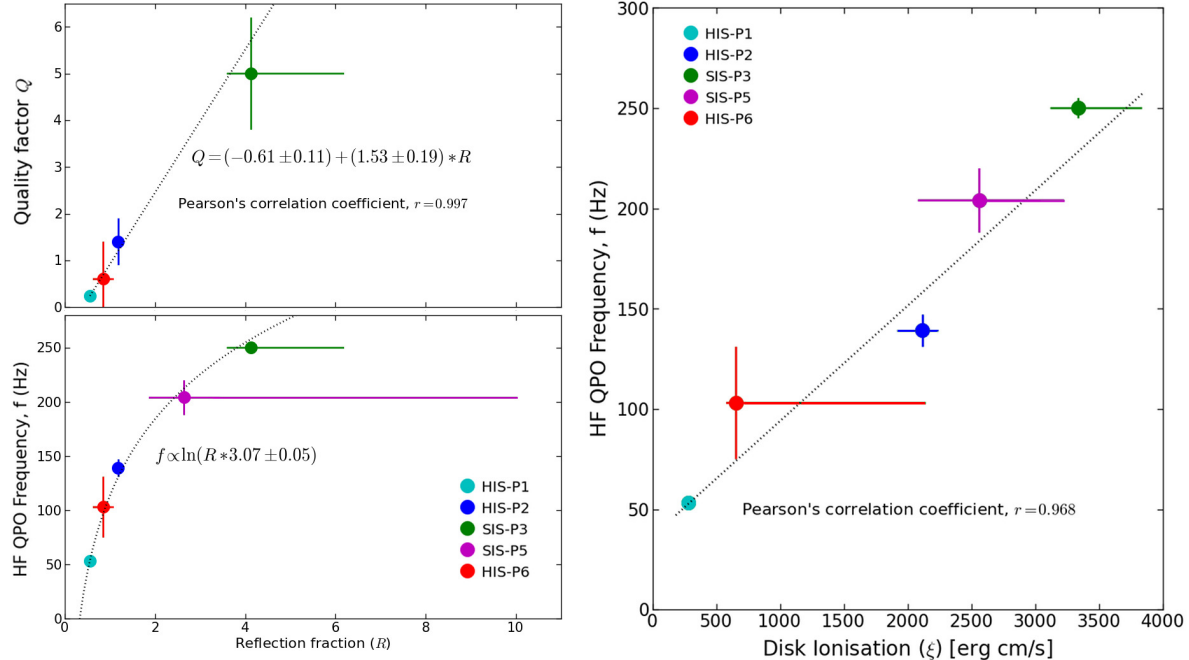 Quality factor Q
6
5
4
3
2
1
0
Q=(−0.61±0.11)+(1.53±0.19)∗R
Pearson's correlation coefficient, r=0.997
HF QPO Frequency, f (Hz)
250
200
150
100
50
0
f∝ln(R∗3.07±0.05)
HIS-P1
HIS-P2
SIS-P3
SIS-P5
HIS-P6
0 2 4 6 8 10
Reflection fraction (R)
HF QPO Frequency, f (Hz)
300
250
200
150
100
50
0
HIS-P1
HIS-P2
SIS-P3
SIS-P5
HIS-P6
Pearson's correlation coefficient, r=0.968
0 500 1000 1500 2000 2500 3000 3500 4000
Disk Ionisation (ξ) [erg cm/s]